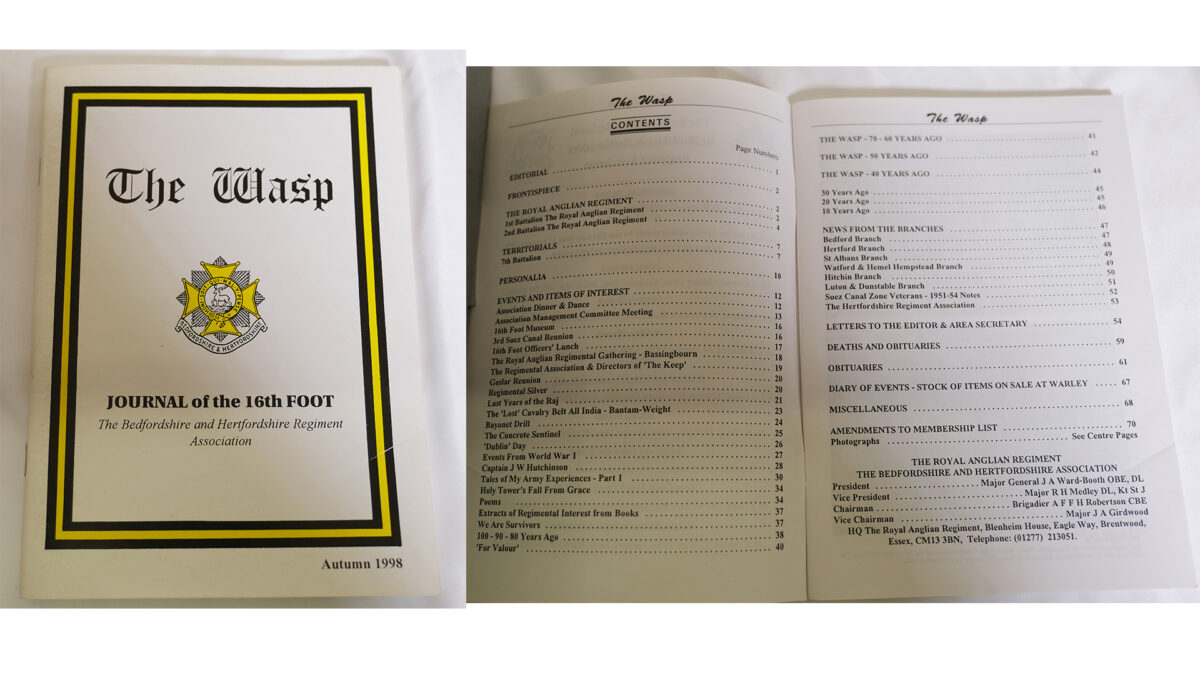 The Wasp
BEDFORDSHIRE & HERTFORDSHIRE
JOURNAL of the 16th FOOT
The Bedfordshire and Hertfordshire Regiment
Association
Autumn 1998
The Wasp
CONTENTS
Page Numbers
EDITORIAL 1
FRONTISPIECE 2
THE ROYAL ANGLIAN REGIMENT 2
1st Battalion The Royal Anglian Regiment 2
2nd Battalion The Royal Anglian Regiment 4
TERRITORIALS 7
7th Battalion 7
PERSONALIA 10
EVENTS AND ITEMS OF INTEREST 12
Association Dinner & Dance 12
Association Management Committee Meeting 13
16th Foot Museum 16
3rd Suez Canal Reunion 16
16th Foot Officers' Lunch 17
The Royal Anglian Regimental Gathering - Bassingbourn 18
The Regimental Association & Directors of 'The Keep' 19
Goslar Reunion 20
Regimental Silver 20
Last Years of the Raj 21
The 'Lost' Cavalry Belt All India - Bantam-Weight 23
Bayonet Drill 24
The Concrete Sentinel 25
'Dublin' Day 26
Events From World War 1 27
Captain J W Hutchinson 28
Tales of My Army Experiences - Part 1 30
Holy Tower's Fall From Grace 34
Poems 34
Extracts of Regimental Interest from Books 37
We Are Survivors 37
100 - 90 - 80 Years Ago 38
'For Valour' 40
The Wasp
THE WASP - 70 - 60 YEARS AGO 41
THE WASP - 50 YEARS AGO 42
THE WASP - 40 YEARS AGO 44
30 Years Ago 45
20 Years Ago 45
10 Years Ago 46
NEWS FROM THE BRANCHES 47
Bedford Branch 47
Hertford Branch 48
St Albans Branch 49
Watford & Hemel Hempstead Branch 49
Hitchin Branch 50
Luton & Dunstable Branch 51
Suez Canal Zone Veterans - 1951-54 Notes 52
The Hertfordshire Regiment Association 53
LETTERS TO THE EDITOR & AREA SECRETARY 54
DEATHS AND OBITUARIES 59
OBITUARIES 61
DIARY OF EVENTS - STOCK OF ITEMS ON SALE AT WARLEY 67
MISCELLANEOUS 68
AMENDMENTS TO MEMBERSHIP LIST 70
Photographs See Centre Pages
THE ROYAL ANGLIAN REGIMENT
THE BEDFORDSHIRE AND HERTFORDSHIRE ASSOCIATION
President Major General J A Ward-Booth OBE, DL
Vice President Major R H Medley DL, Kt St J
Chairman Brigadier A F F H Robertson CBE
Vice Chairman Major J A Girdwood
HQ The Royal Anglian Regiment, Blenheim House, Eagle Way, Brentwood,
Essex, CM13 3BN, Telephone: (01277) 213051.